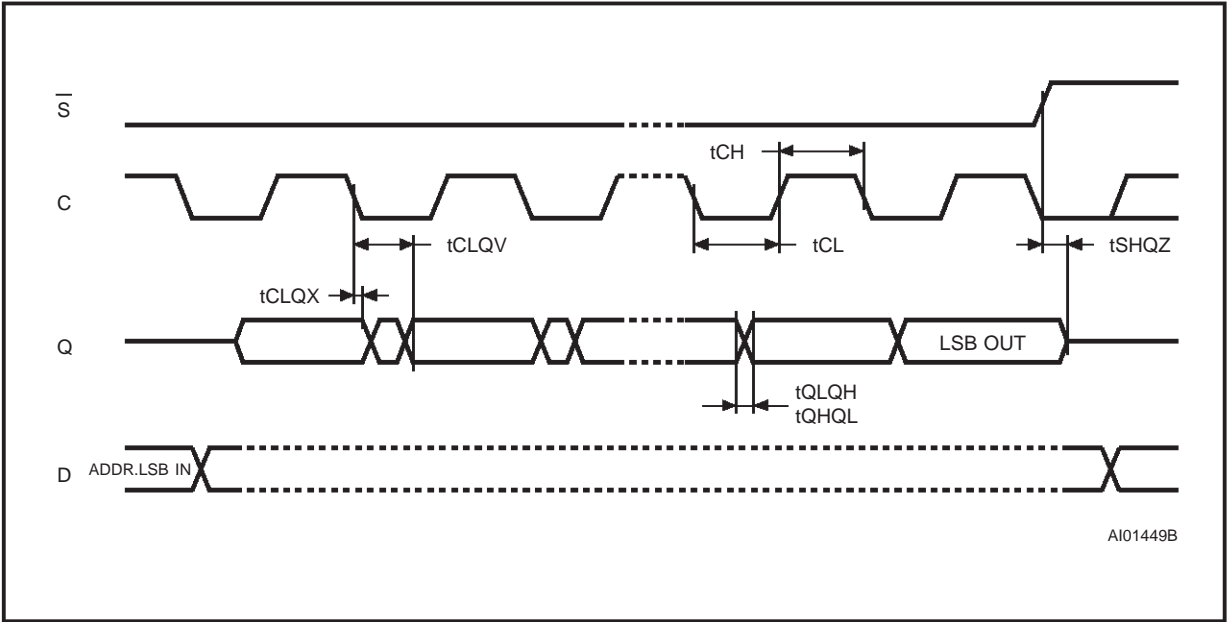 S
tCH
C
tCLQV
tCL
tSHQZ
tCLQX
Q
LSB OUT
tQLQH
tQHQL
D
ADDR.LSB IN
AI01449B